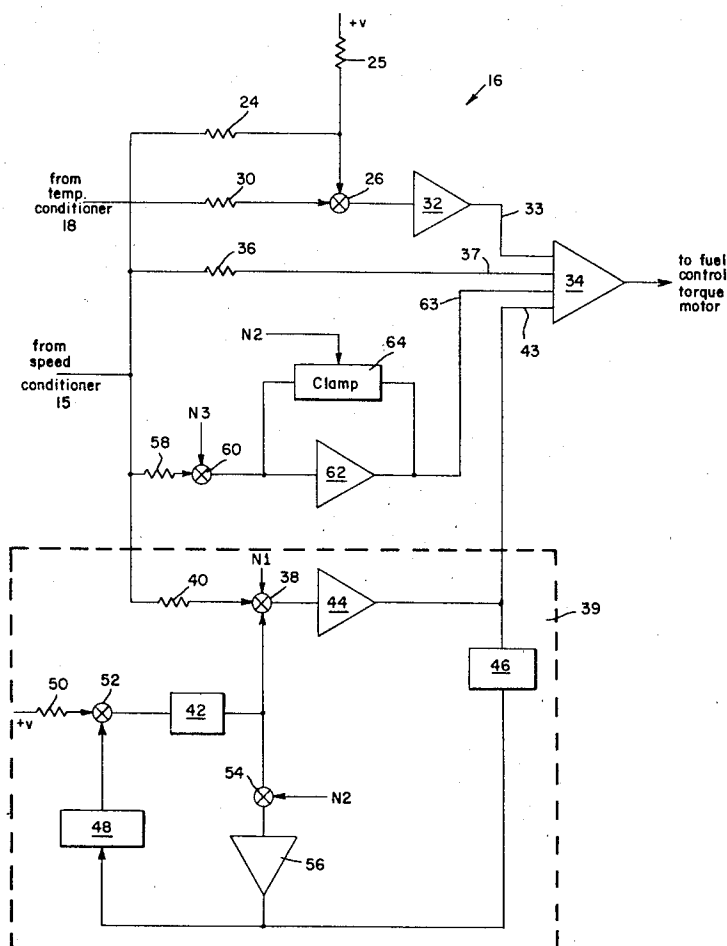 +v
25
16
24
from
temp.
conditioner
18
30
26
32
33
36
37
34
to fuel
control
torque
motor
63
43
from
speed
conditioner
15
N2
64
Clamp
N3
58
60
62
N1
40
38
44
39
46
50
52
42
+v
54
N2
48
56